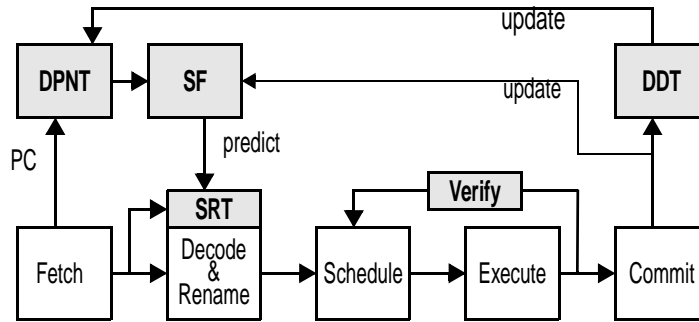 update
DPNT
SF
update
DDT
PC
predict
SRT
Verify
Fetch
Decode
&
Rename
Schedule
Execute
Commit